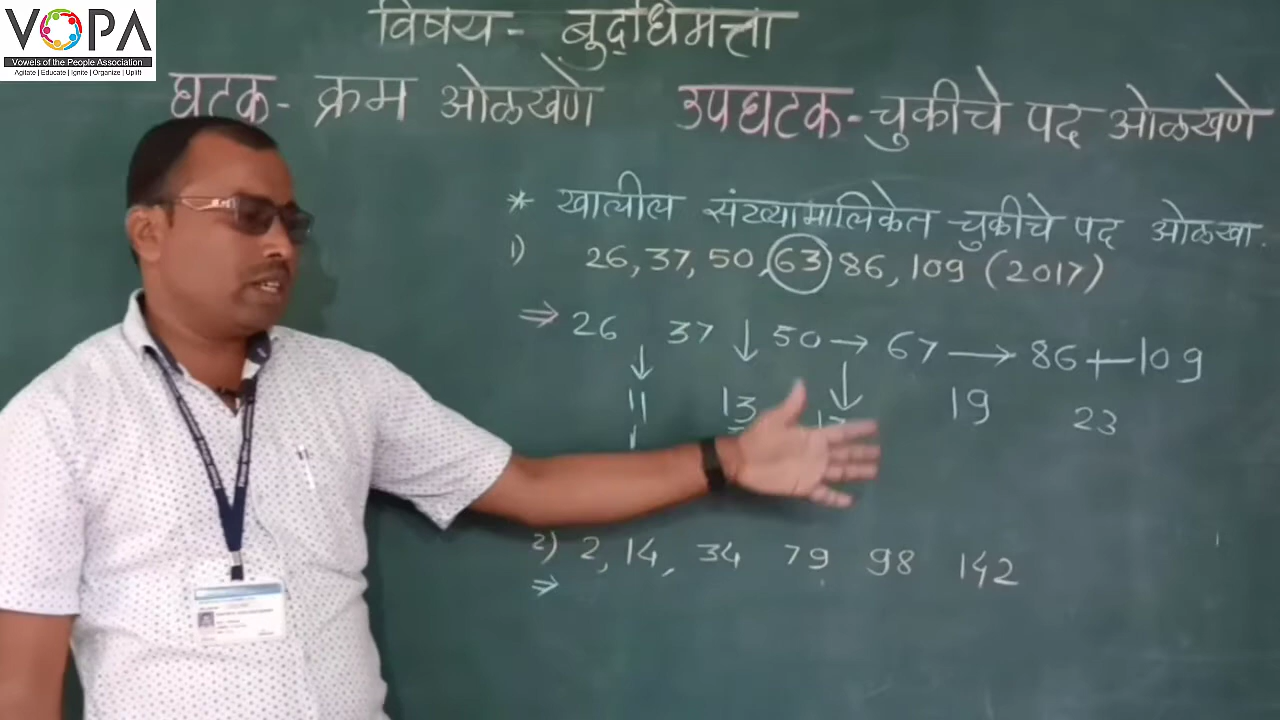 VOPA
Vowels of the People Association
Agitate | Educate | Ignite | Organize | Uplift
विषय- बुद्धिमत्ता
घटक- क्रम ओळखणे उपघटक-चुकीचे पद ओळखणे
* खालील संख्यामालिकेत चुकीचे पद ओळखा.
1) 26, 37, 50, 63 86, 109 (2017)
⇒ 26 37 ↓ 50 → 67 → 86 + 109
↓ ↓
11 13 17 19 23
2) 2, 14, 34 79 98 142
⇒